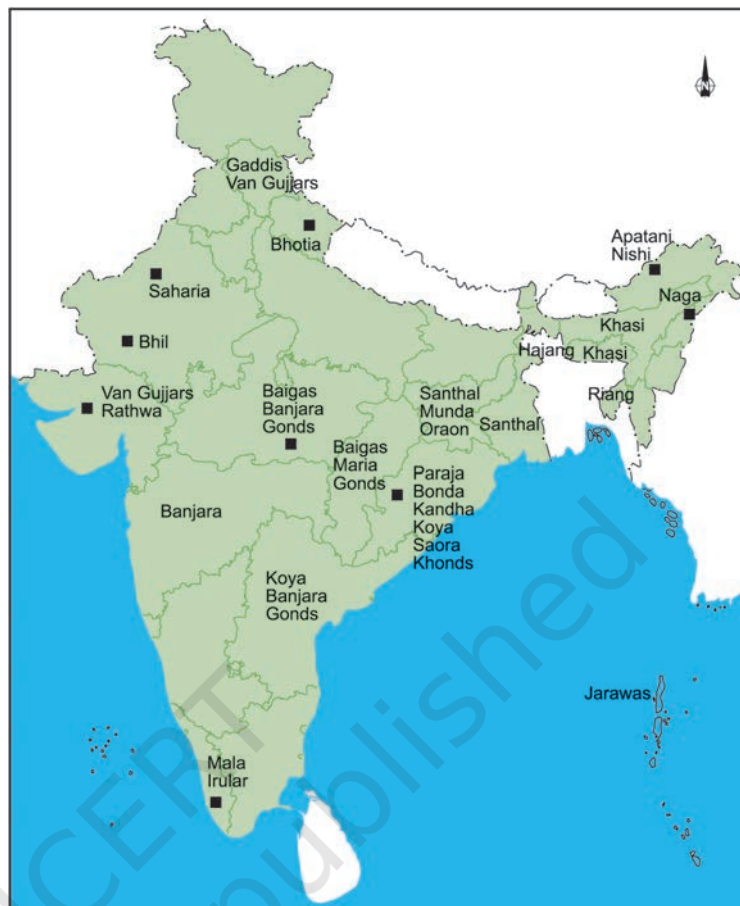 N
Gaddis
Van Gujjars
Bhotia
Apatani
Nishi
Saharia
Naga
Khasi
Bhil
Hajang
Khasi
Van Gujjars
Rathwa
Baigas
Banjara
Gonds
Santhal
Munda
Oraon
Santhal
Riang
Baigas
Maria
Gonds
Paraja
Bonda
Kandha
Koya
Saora
Khonds
Banjara
Koya
Banjara
Gonds
Jarawas
Mala
Irular
published